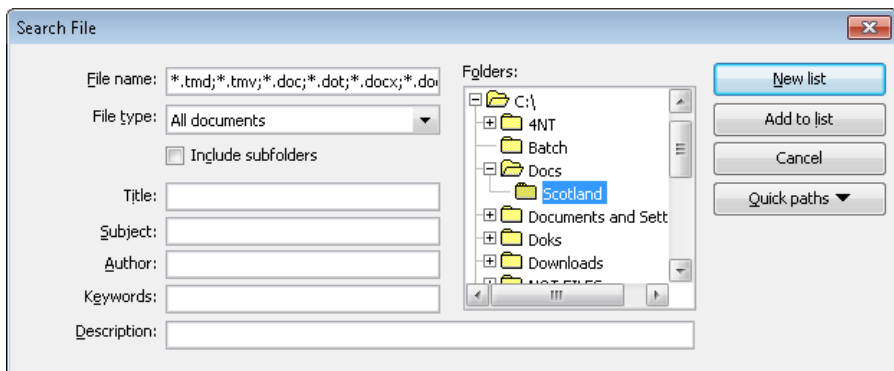 Search File
File name:
*.tmd;*.tmv;*.doc;*.dot;*.docx;*.do
File type:
All documents
Include subfolders
Title:
Subject:
Author:
Keywords:
Description:
Folders:
C:\
4NT
Batch
Docs
Scotland
Documents and Sett
Doks
Downloads
New list
Add to list
Cancel
Quick paths